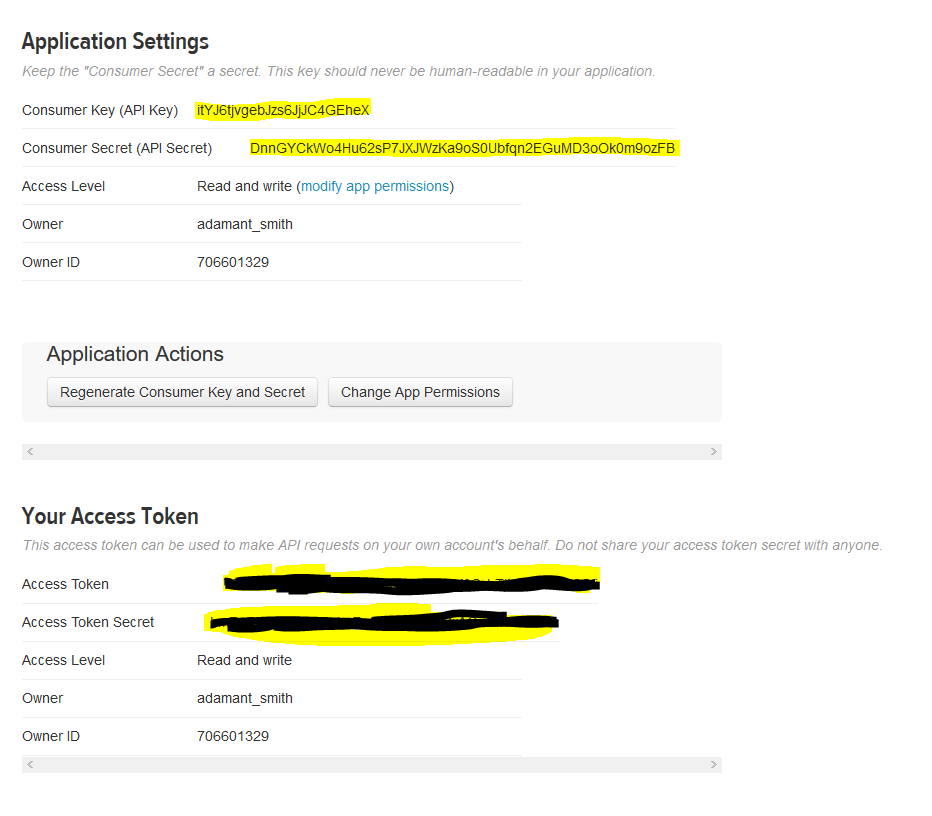 Application Settings
Keep the "Consumer Secret" a secret. This key should never be human-readable in your application.
Consumer Key (API Key) itYJ6tjvgebJzs6JjJC4GEheX
Consumer Secret (API Secret) DnnGYCkWo4Hu62sP7JXJWzKa9oS0Ubfqn2EGuMD3oOk0m9ozFB
Access Level Read and write (modify app permissions)
Owner adamant_smith
Owner ID 706601329
Application Actions
Regenerate Consumer Key and Secret Change App Permissions
Your Access Token
This access token can be used to make API requests on your own account's behalf. Do not share your access token secret with anyone.
Access Token
Access Token Secret
Access Level Read and write
Owner adamant_smith
Owner ID 706601329